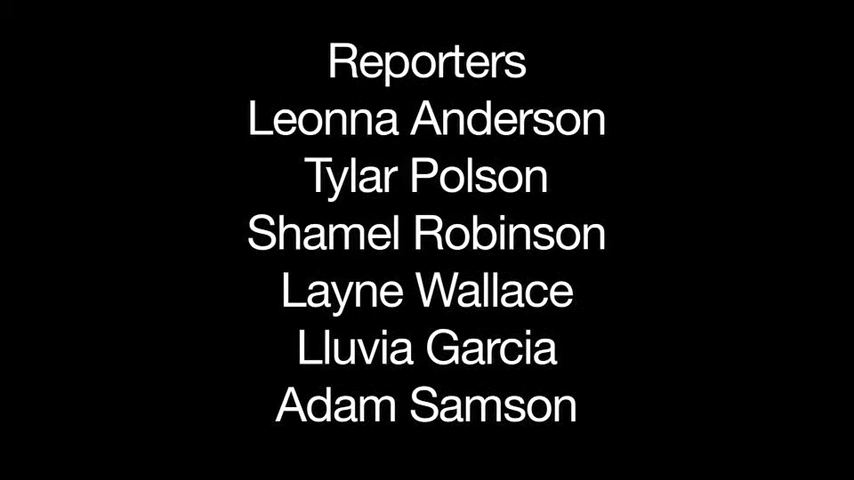 Reporters
Leonna Anderson
Tylar Polson
Shamel Robinson
Layne Wallace
Lluvia Garcia
Adam Samson